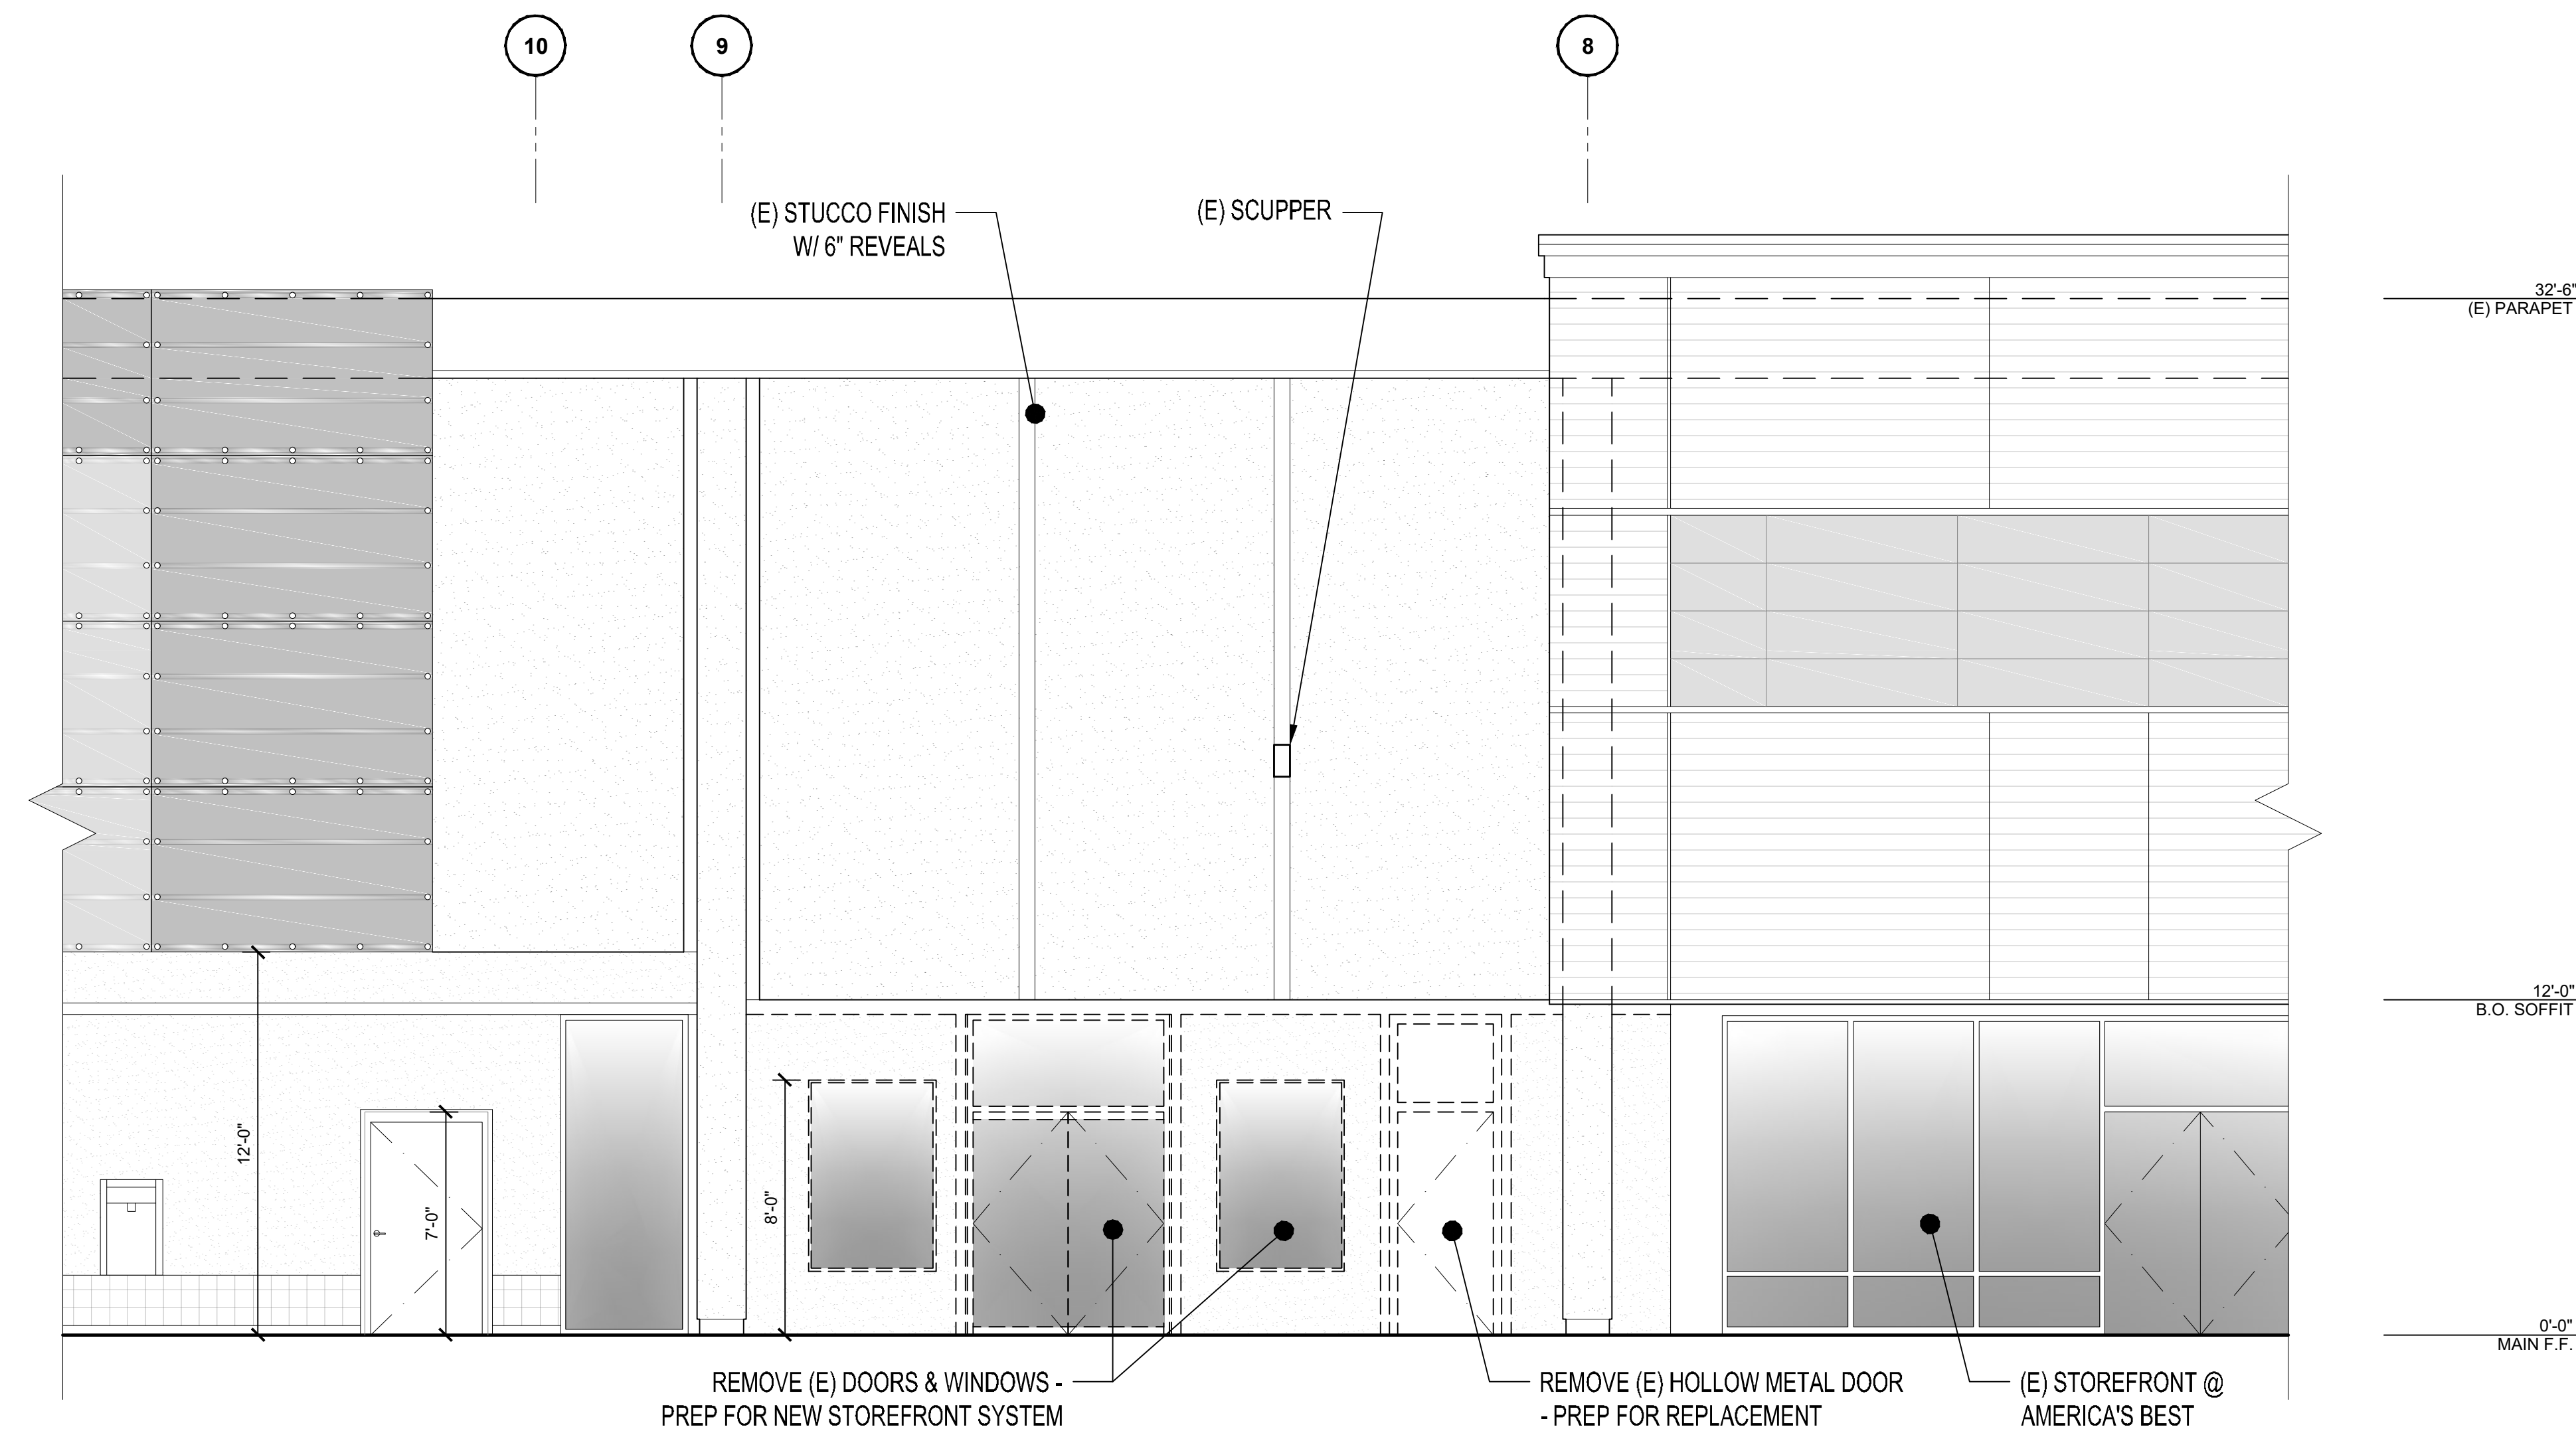 10
9
8
(E) STUCCO FINISH
W/ 6" REVEALS
(E) SCUPPER
32'-6"
(E) PARAPET
12'-0"
B.O. SOFFIT
12'-0"
7'-0"
8'-0"
0'-0"
MAIN F.F.
REMOVE (E) DOORS & WINDOWS -
PREP FOR NEW STOREFRONT SYSTEM
REMOVE (E) HOLLOW METAL DOOR
- PREP FOR REPLACEMENT
(E) STOREFRONT @
AMERICA'S BEST